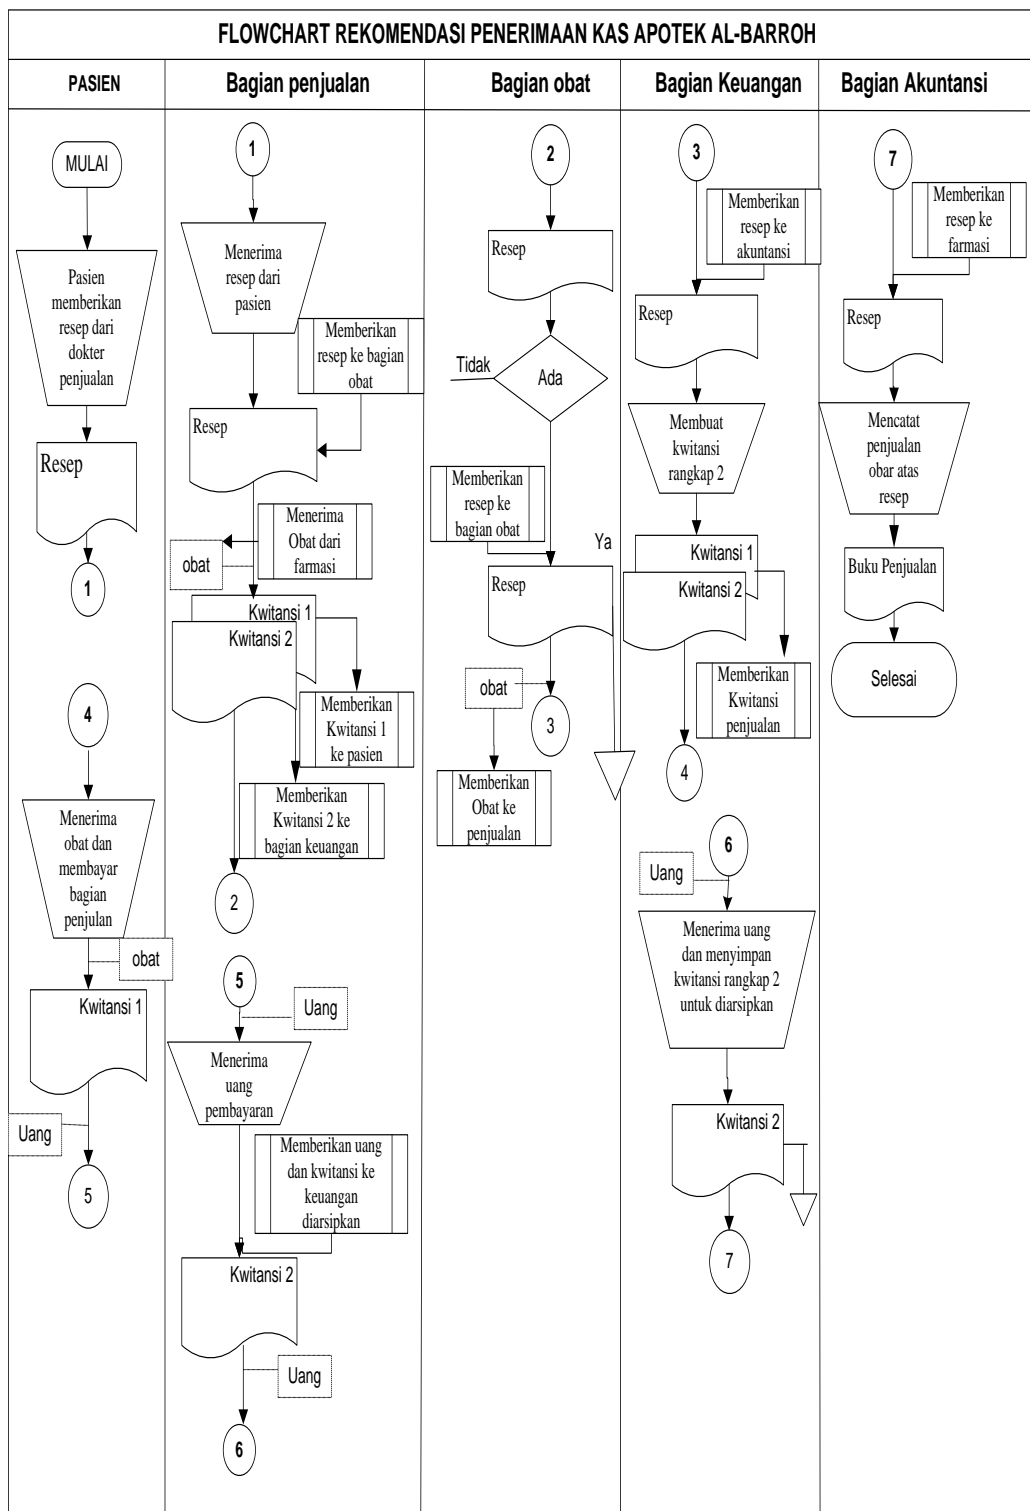 FLOWCHART REKOMENDASI PENERIMAAN KAS APOTEK AL-BARROH
PASIEN
Bagian penjualan
Bagian obat
Bagian Keuangan
Bagian Akuntansi
MULAI
Pasien
memberikan
resep dari
dokter
penjualan
Resep
1
4
Menerima
obat dan
membayar
bagian
penjulan
obat
Kwitansi 1
Uang
5
1
Menerima
resep dari
pasien
Memberikan
resep ke bagian
obat
Resep
Menerima
Obat dari
farmasi
obat
Kwitansi 1
Kwitansi 2
Memberikan
Kwitansi 1
ke pasien
Memberikan
Kwitansi 2 ke
bagian keuangan
2
5
Uang
Menerima
uang
pembayaran
Memberikan uang
dan kwitansi ke
keuangan
diarsipkan
Kwitansi 2
Uang
6
2
Resep
Tidak
Ada
Memberikan
resep ke
bagian obat
Ya
Resep
obat
3
Memberikan
Obat ke
penjualan
3
Memberikan
resep ke
akuntansi
Resep
Membuat
kwitansi
rangkap 2
Kwitansi 1
Kwitansi 2
Memberikan
Kwitansi
penjualan
4
6
Uang
Menerima uang
dan menyimpan
kwitansi rangkap 2
untuk diarsipkan
Kwitansi 2
7
7
Memberikan
resep ke
farmasi
Resep
Mencatat
penjualan
obar atas
resep
Buku Penjualan
Selesai